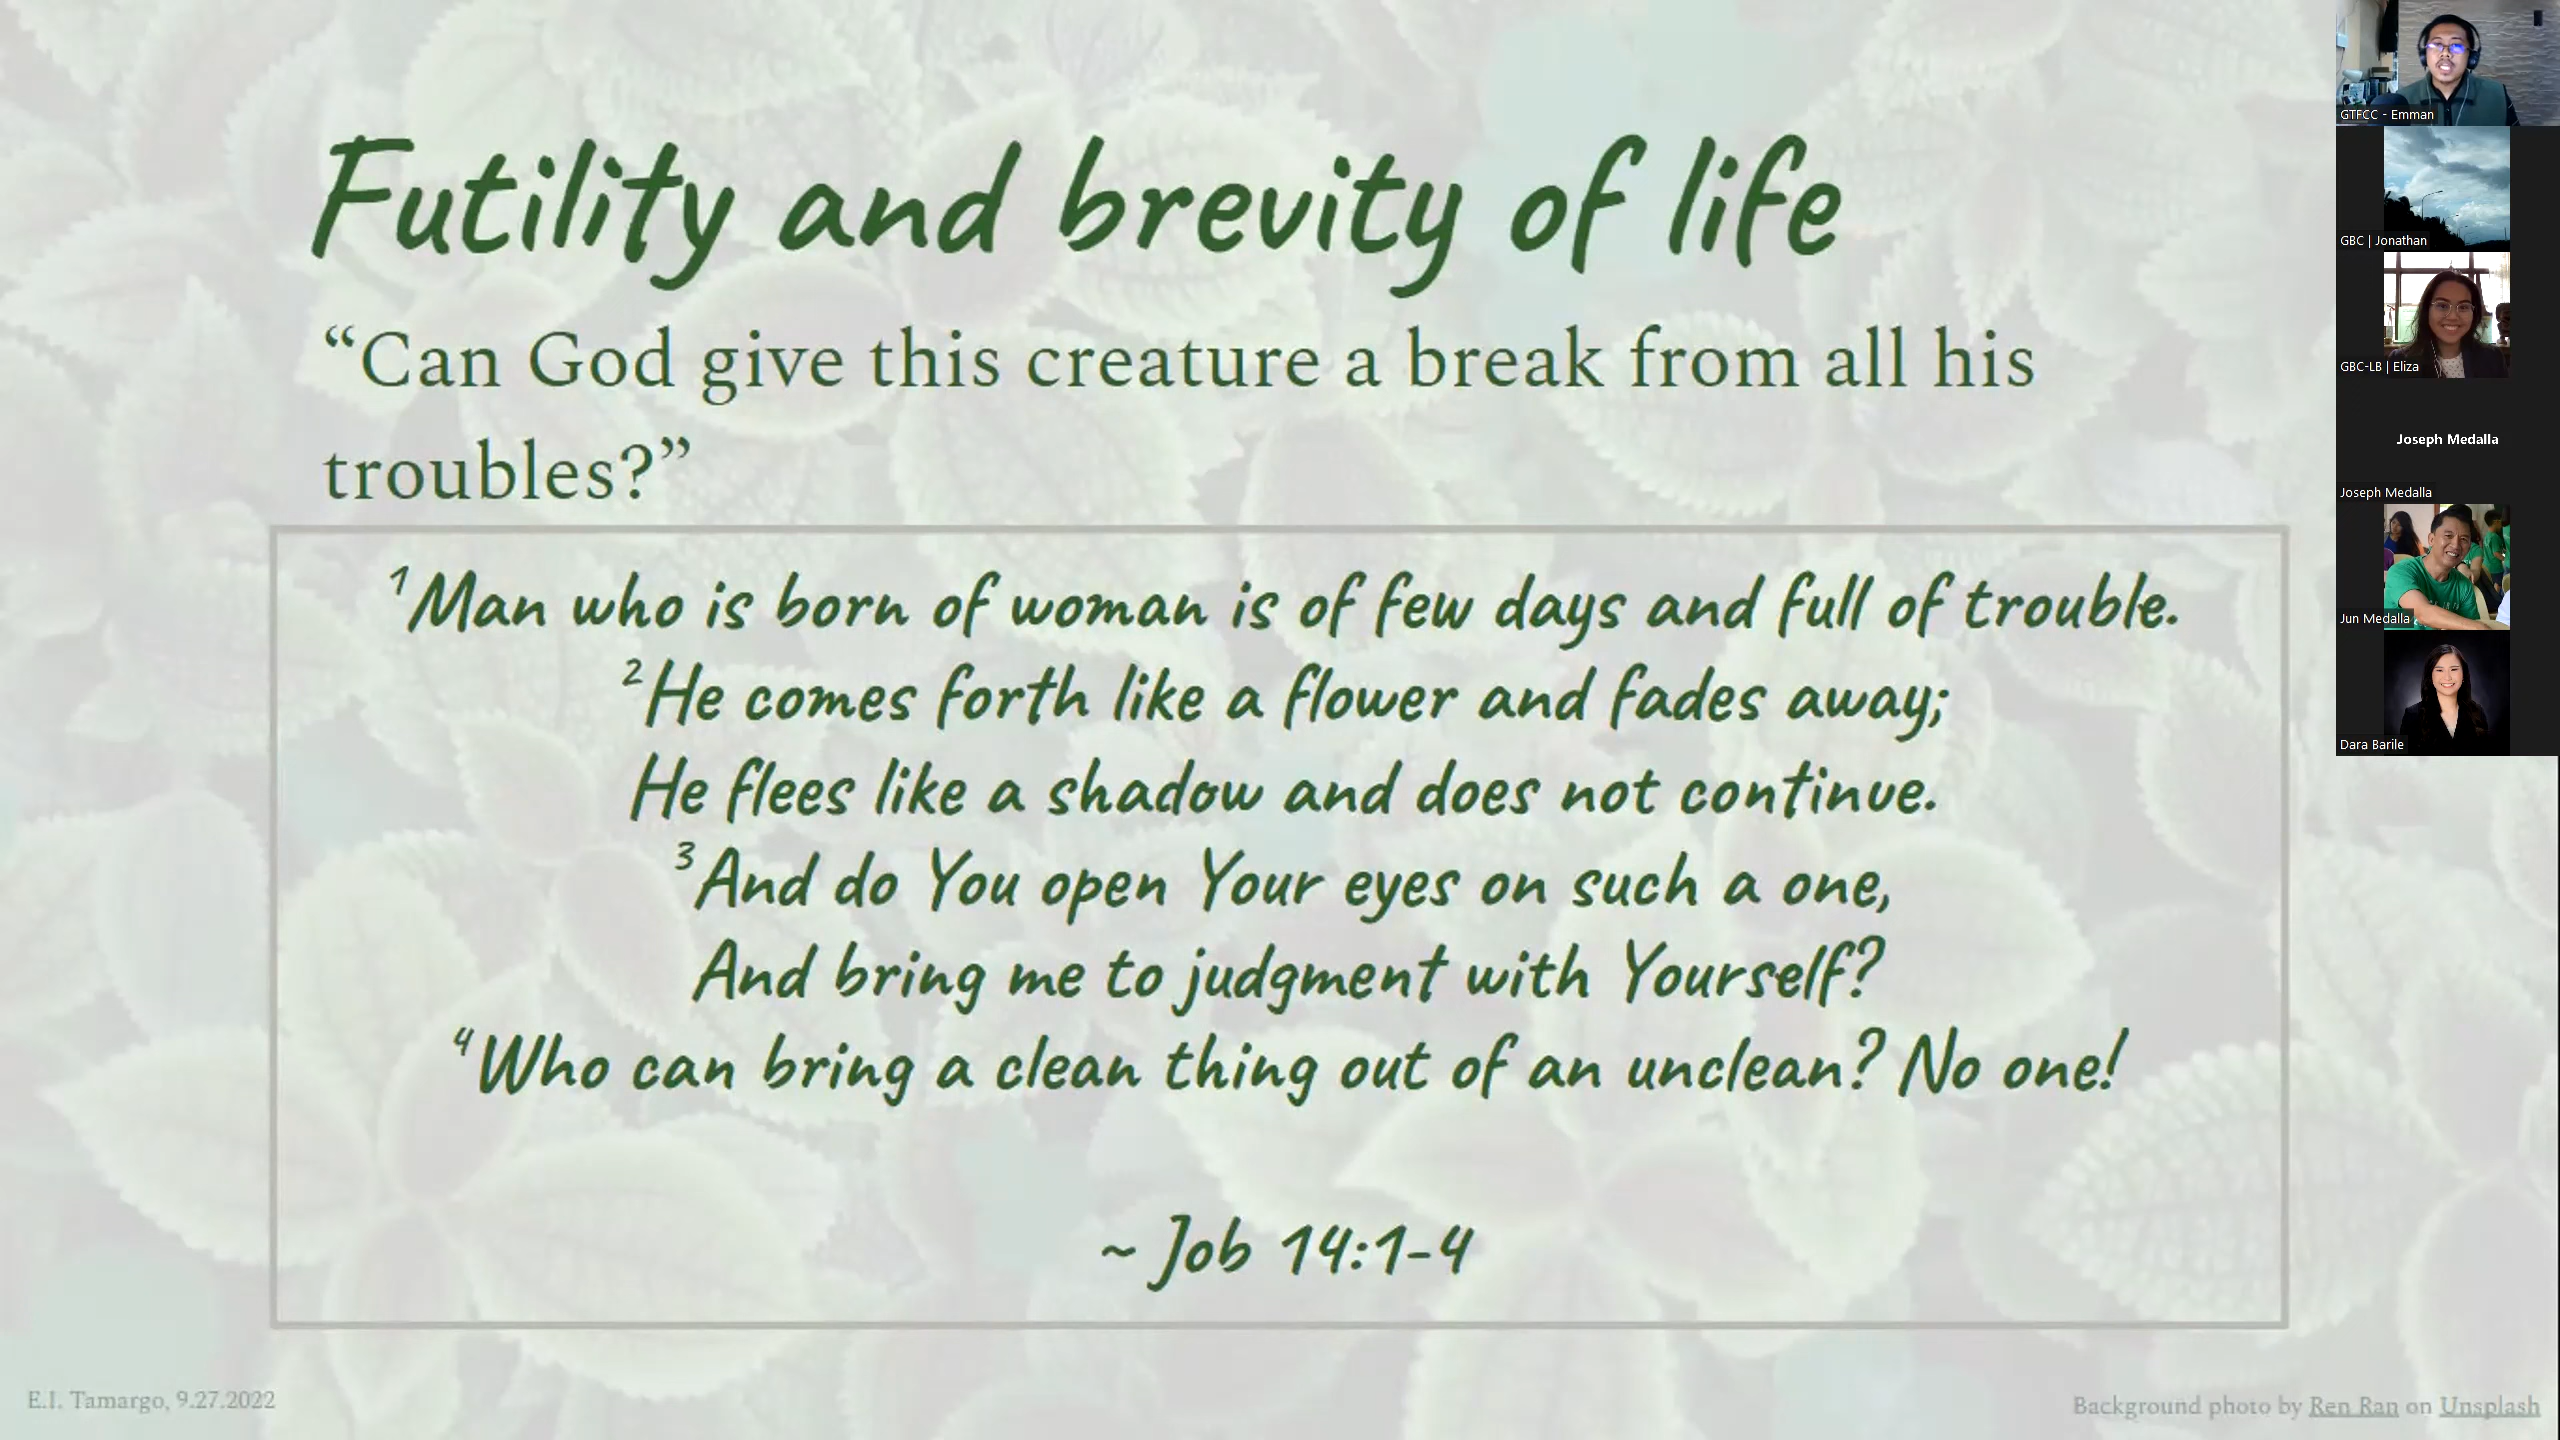 Futility and brevity of life
“Can God give this creature a break from all his
troubles?”
¹Man who is born of woman is of few days and full of trouble.
²He comes forth like a flower and fades away;
He flees like a shadow and does not continue.
³And do You open Your eyes on such a one,
And bring me to judgment with Yourself?
⁴Who can bring a clean thing out of an unclean? No one!
~ Job 14:1-4
E.I. Tamargo, 9.27.2022
Background photo by Ren Ran on Unsplash
GTFCC - Emman
GBC | Jonathan
GBC-LB | Eliza
Joseph Medalla
Joseph Medalla
Jun Medalla
Dara Barile